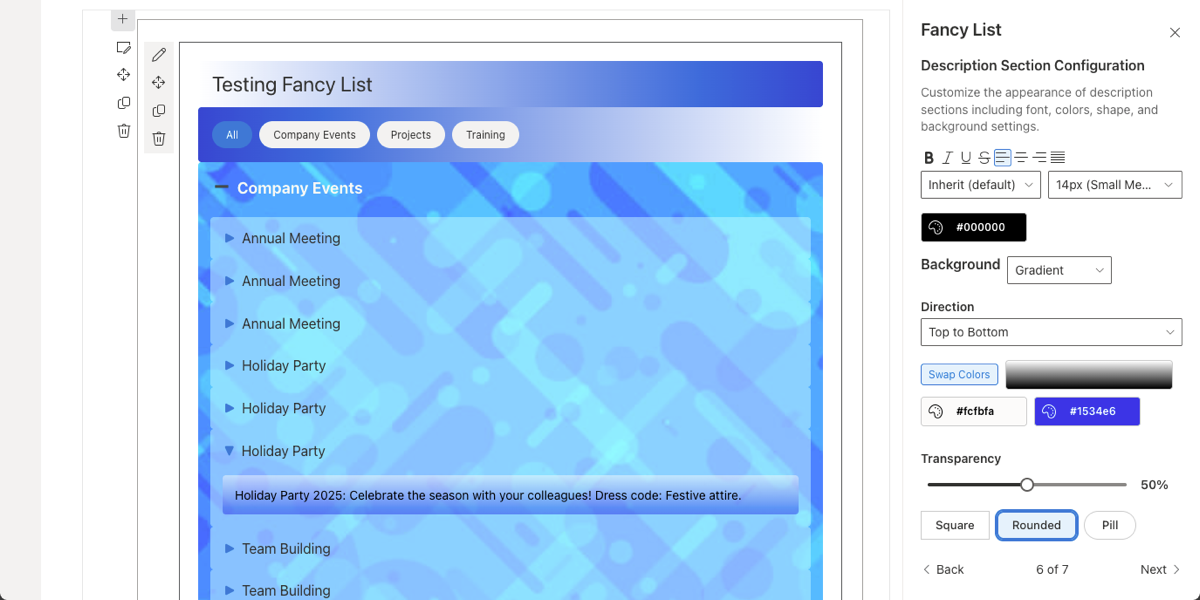 Testing Fancy List
All
Company Events
Projects
Training
Company Events
Annual Meeting
Annual Meeting
Annual Meeting
Holiday Party
Holiday Party
Holiday Party
Holiday Party 2025: Celebrate the season with your colleagues! Dress code: Festive attire.
Team Building
Team Building
Fancy List
Description Section Configuration
Customize the appearance of description
sections including font, colors, shape, and
background settings.
B I U S
Inherit (default)
14px (Small Me...
#000000
Background
Gradient
Direction
Top to Bottom
Swap Colors
#fcfbfa
#1534e6
Transparency
50%
Square
Rounded
Pill
Back
6 of 7
Next